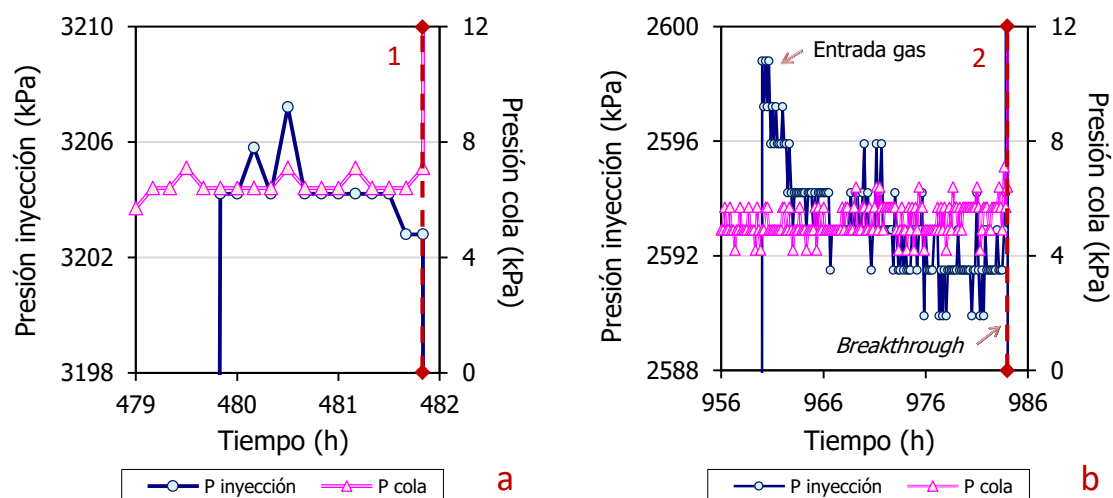 3210
3206
3202
3198
Presión inyección (kPa)
12
8
4
0
Presión cola (kPa)
1
479
480
481
482
Tiempo (h)
P inyección
P cola
a
2600
2596
2592
2588
Presión inyección (kPa)
12
8
4
0
Presión cola (kPa)
Entrada gas
2
Breakthrough
956
966
976
986
Tiempo (h)
P inyección
P cola
b